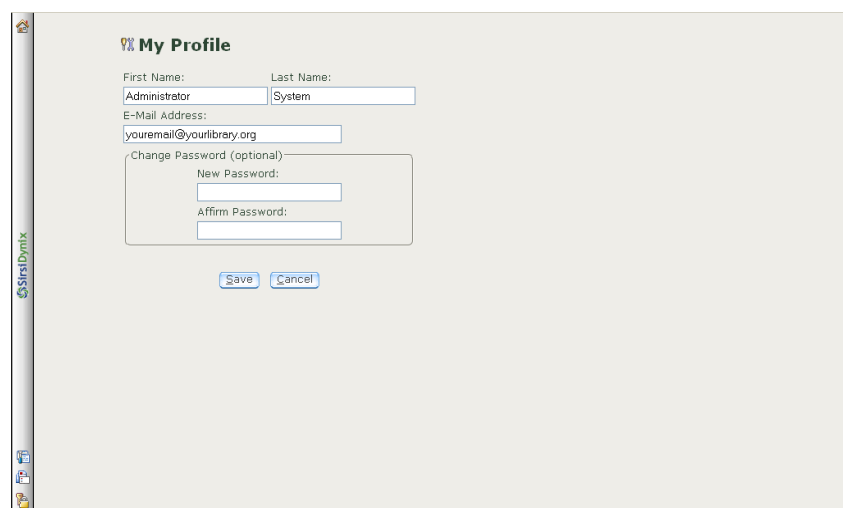 My Profile
First Name: Last Name:
Administrator System
E-Mail Address:
youremail@yourlibrary.org
Change Password (optional)
New Password:
Affirm Password:
Save Cancel
SirsiDynix